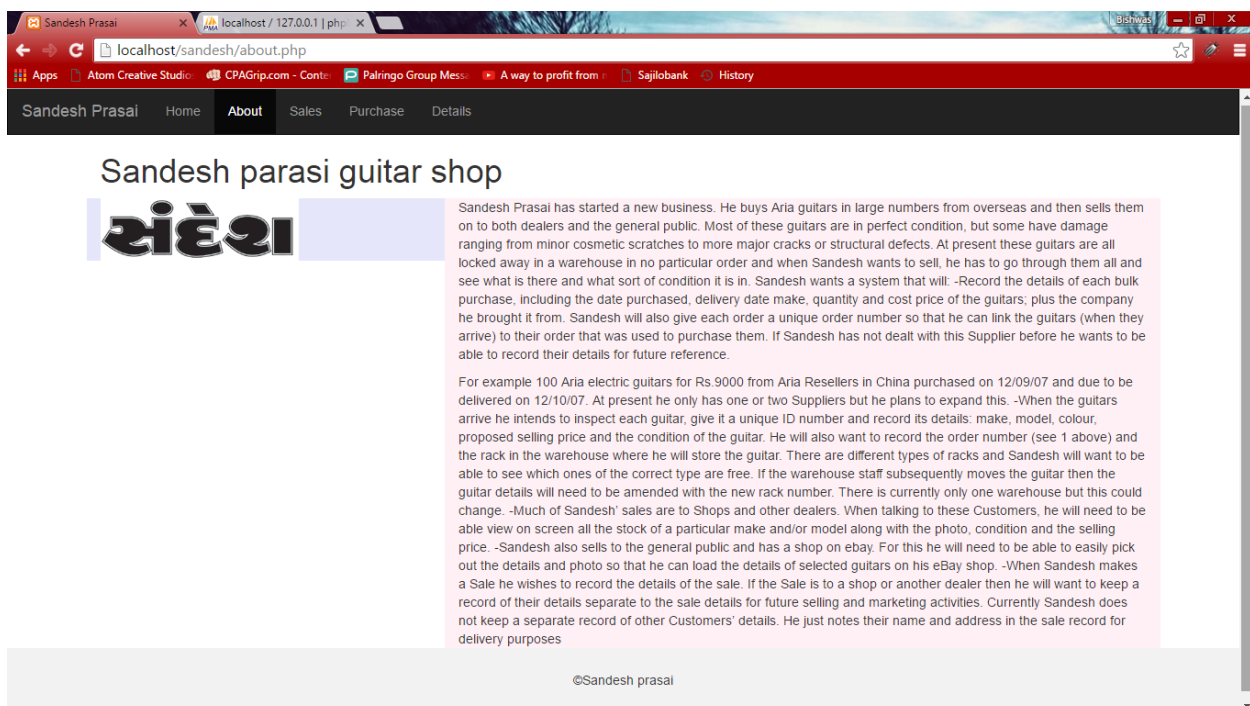 Sandesh Prasai
localhost / 127.0.0.1 | php
Bishwas
localhost/sandesh/about.php
Apps
Atom Creative Studio
CPAGrip.com - Conte
Palringo Group Mess
A way to profit from
Sajilobank
History
Sandesh Prasai Home About Sales Purchase Details
Sandesh parasi guitar shop
સંદેશ
Sandesh Prasai has started a new business. He buys Aria guitars in large numbers from overseas and then sells them
on to both dealers and the general public. Most of these guitars are in perfect condition, but some have damage
ranging from minor cosmetic scratches to more major cracks or structural defects. At present these guitars are all
locked away in a warehouse in no particular order and when Sandesh wants to sell, he has to go through them all and
see what is there and what sort of condition it is in. Sandesh wants a system that will: -Record the details of each bulk
purchase, including the date purchased, delivery date make, quantity and cost price of the guitars; plus the company
he brought it from. Sandesh will also give each order a unique order number so that he can link the guitars (when they
arrive) to their order that was used to purchase them. If Sandesh has not dealt with this Supplier before he wants to be
able to record their details for future reference.
For example 100 Aria electric guitars for Rs.9000 from Aria Resellers in China purchased on 12/09/07 and due to be
delivered on 12/10/07. At present he only has one or two Suppliers but he plans to expand this. -When the guitars
arrive he intends to inspect each guitar, give it a unique ID number and record its details: make, model, colour,
proposed selling price and the condition of the guitar. He will also want to record the order number (see 1 above) and
the rack in the warehouse where he will store the guitar. There are different types of racks and Sandesh will want to be
able to see which ones of the correct type are free. If the warehouse staff subsequently moves the guitar then the
guitar details will need to be amended with the new rack number. There is currently only one warehouse but this could
change. -Much of Sandesh' sales are to Shops and other dealers. When talking to these Customers, he will need to be
able view on screen all the stock of a particular make and/or model along with the photo, condition and the selling
price. -Sandesh also sells to the general public and has a shop on ebay. For this he will need to be able to easily pick
out the details and photo so that he can load the details of selected guitars on his eBay shop. -When Sandesh makes
a Sale he wishes to record the details of the sale. If the Sale is to a shop or another dealer then he will want to keep a
record of their details separate to the sale details for future selling and marketing activities. Currently Sandesh does
not keep a separate record of other Customers' details. He just notes their name and address in the sale record for
delivery purposes
©Sandesh prasai